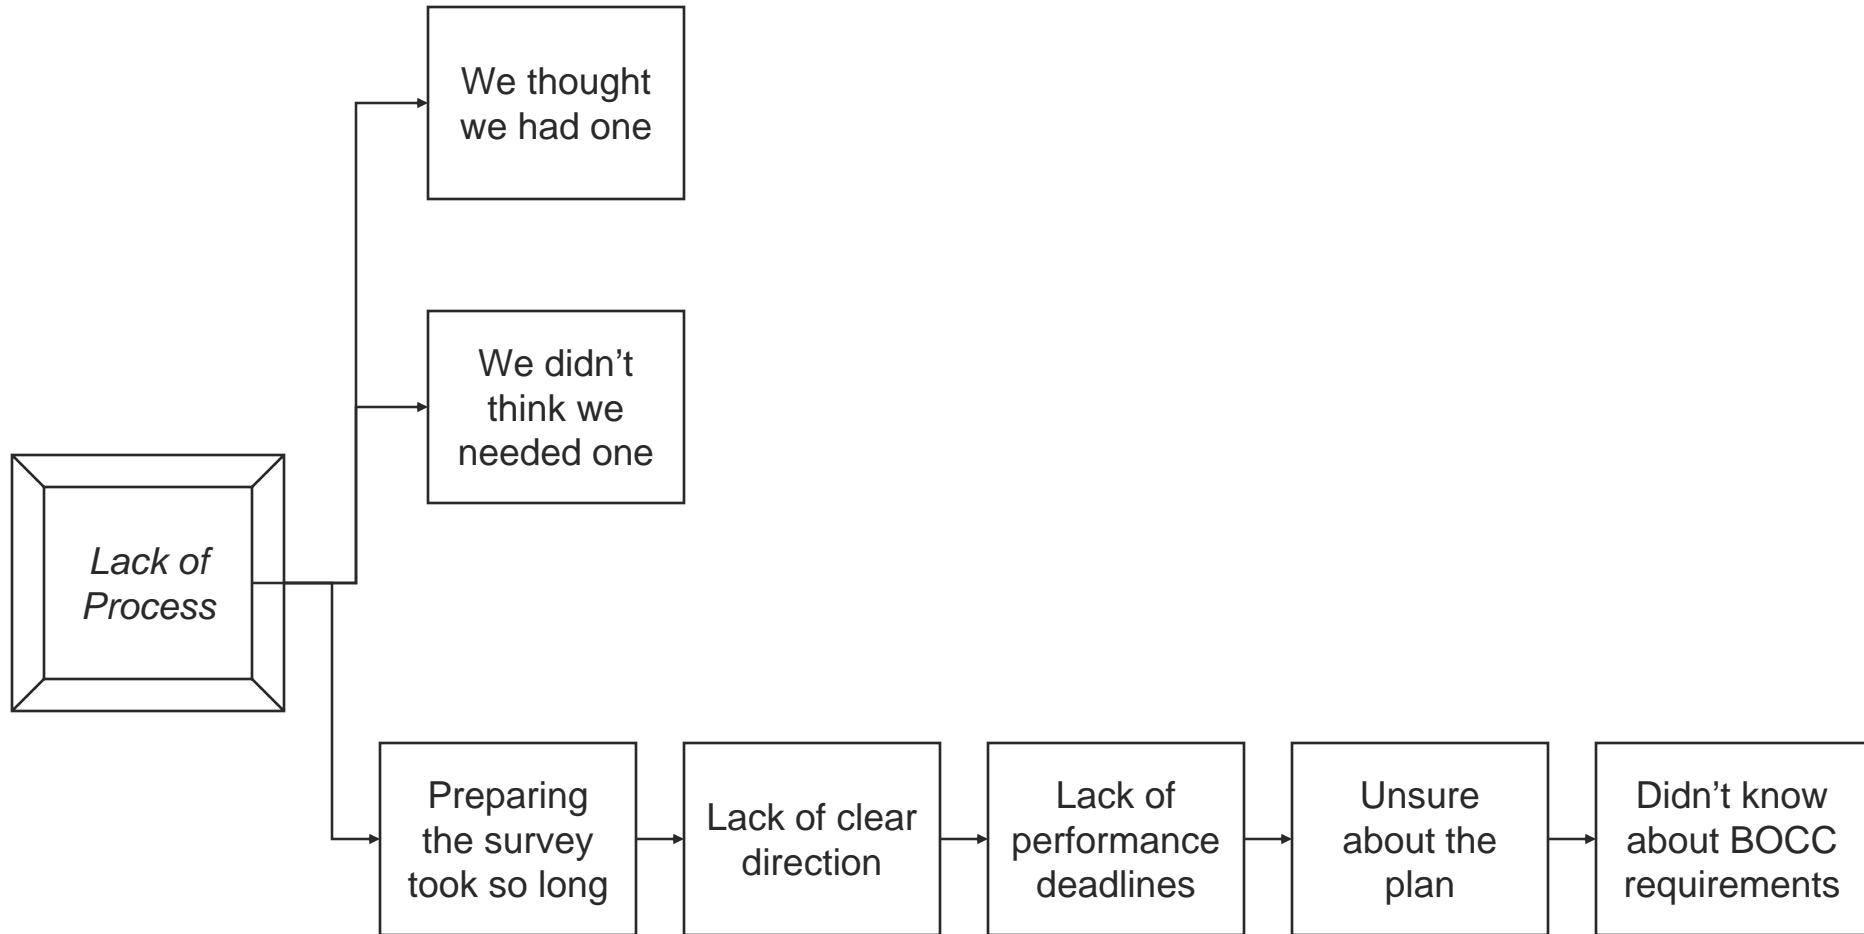 We thought
we had one
We didn’t
think we
needed one
Lack of
Process
Preparing
the survey
took so long
Lack of clear
direction
Lack of
performance
deadlines
Unsure
about the
plan
Didn’t know
about BOCC
requirements